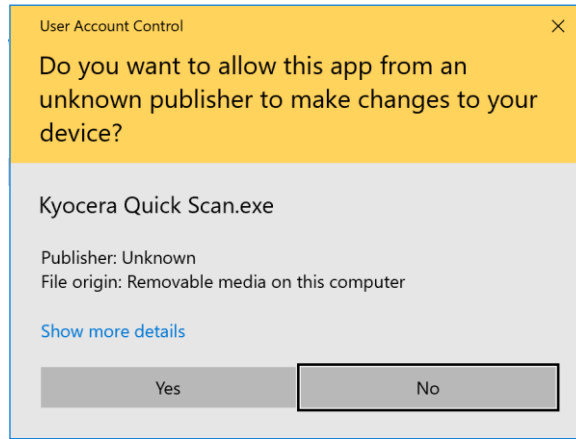 User Account Control
Do you want to allow this app from an
unknown publisher to make changes to your
device?
Kyocera Quick Scan.exe
Publisher: Unknown
File origin: Removable media on this computer
Show more details
Yes
No